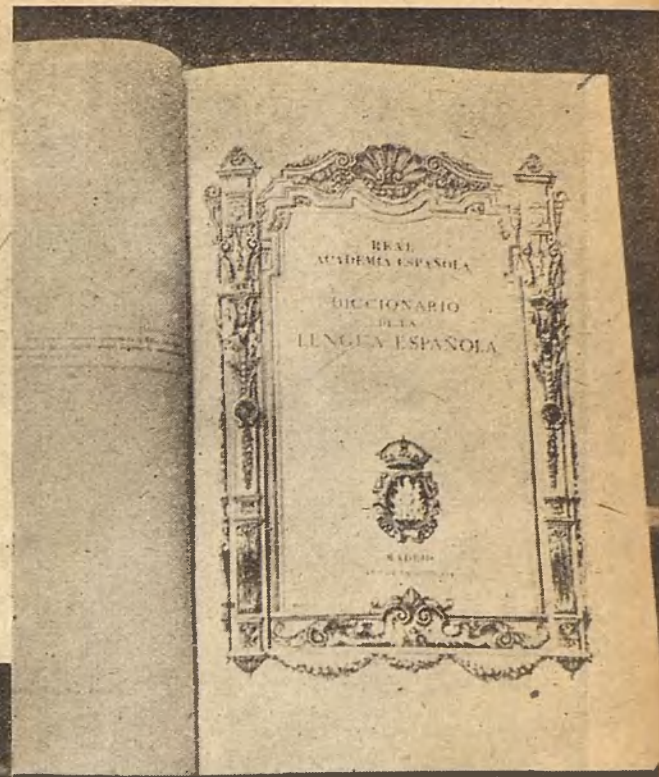 REAL
ACADEMIA ESPAÑOLA
DICCIONARIO
DE LA
LENGUA ESPAÑOLA
MADRID